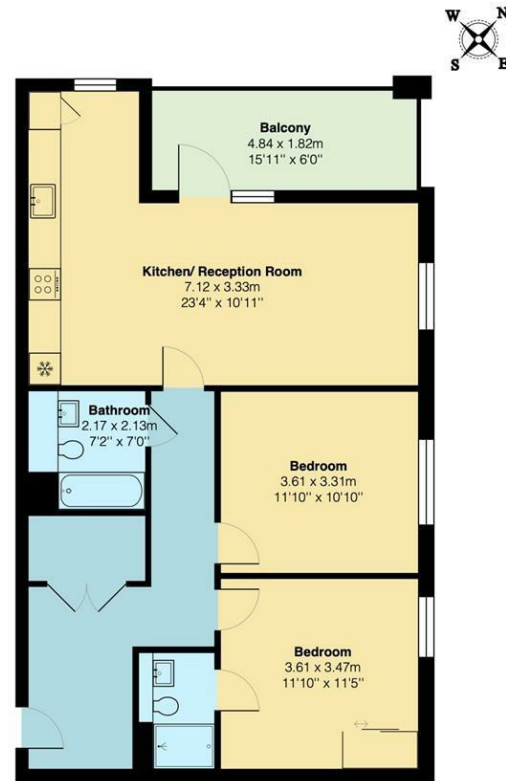 W N
S E
Balcony
4.84 x 1.82m
15'11" x 6'0"
Kitchen/ Reception Room
7.12 x 3.33m
23'4" x 10'11"
Bathroom
2.17 x 2.13m
7'2" x 7'0"
Bedroom
3.61 x 3.31m
11'10" x 10'10"
Bedroom
3.61 x 3.47m
11'10" x 11'5"